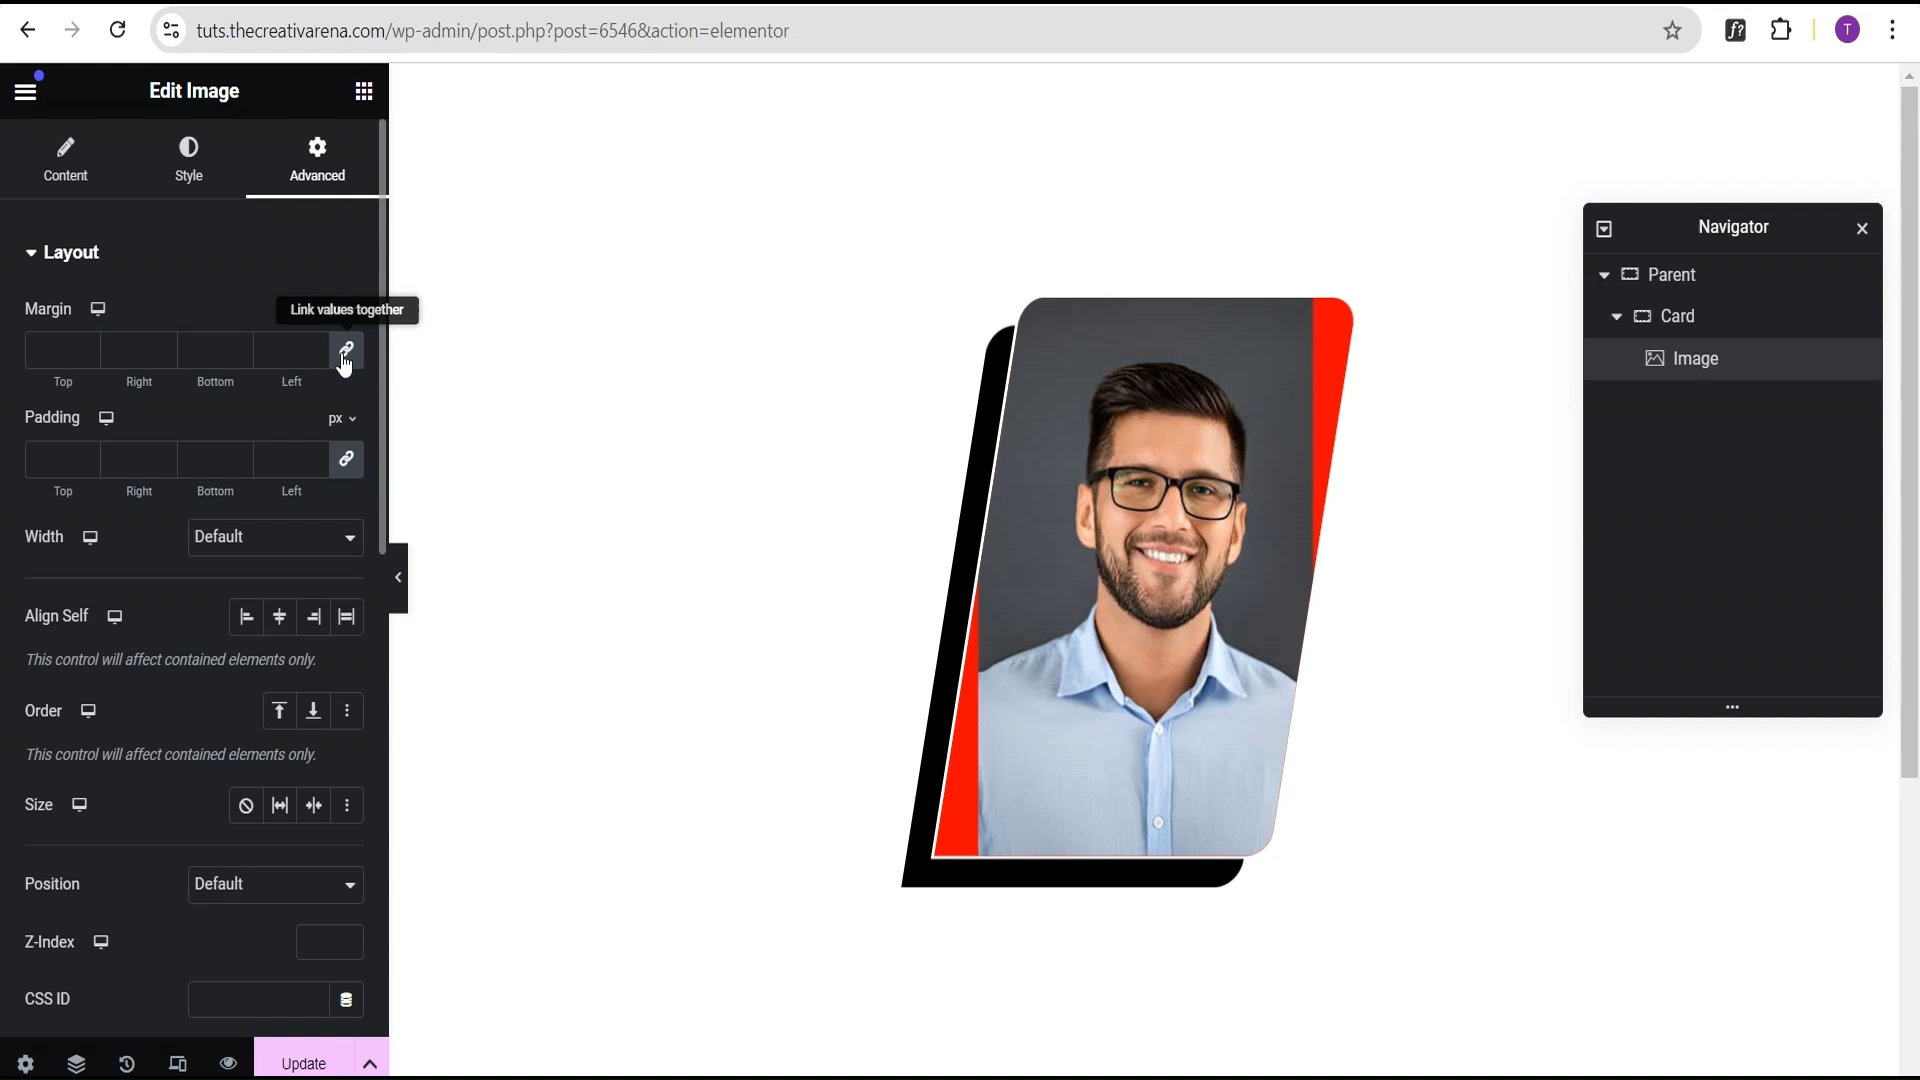 tuts.thecreativarena.com/wp-admin/post.php?post=6546&action=elementor
f?
T
Edit Image
Content
Style
Advanced
Layout
Margin
Link values together
Top Right Bottom Left
Padding
px
Top Right Bottom Left
Width
Default
Align Self
This control will affect contained elements only.
Order
This control will affect contained elements only.
Size
Position
Default
Z-Index
CSS ID
Update
Navigator
Parent
Card
Image